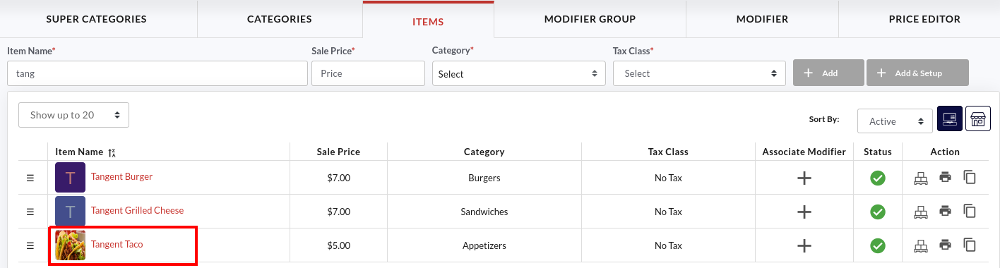 SUPER CATEGORIES CATEGORIES ITEMS MODIFIER GROUP MODIFIER PRICE EDITOR
Item Name* Sale Price* Category* Tax Class*
tang Price Select Select Add Add & Setup
Show up to 20 Sort By: Active
Item Name Sale Price Category Tax Class Associate Modifier Status Action
T Tangent Burger $7.00 Burgers No Tax
T Tangent Grilled Cheese $7.00 Sandwiches No Tax
Tangent Taco $5.00 Appetizers No Tax